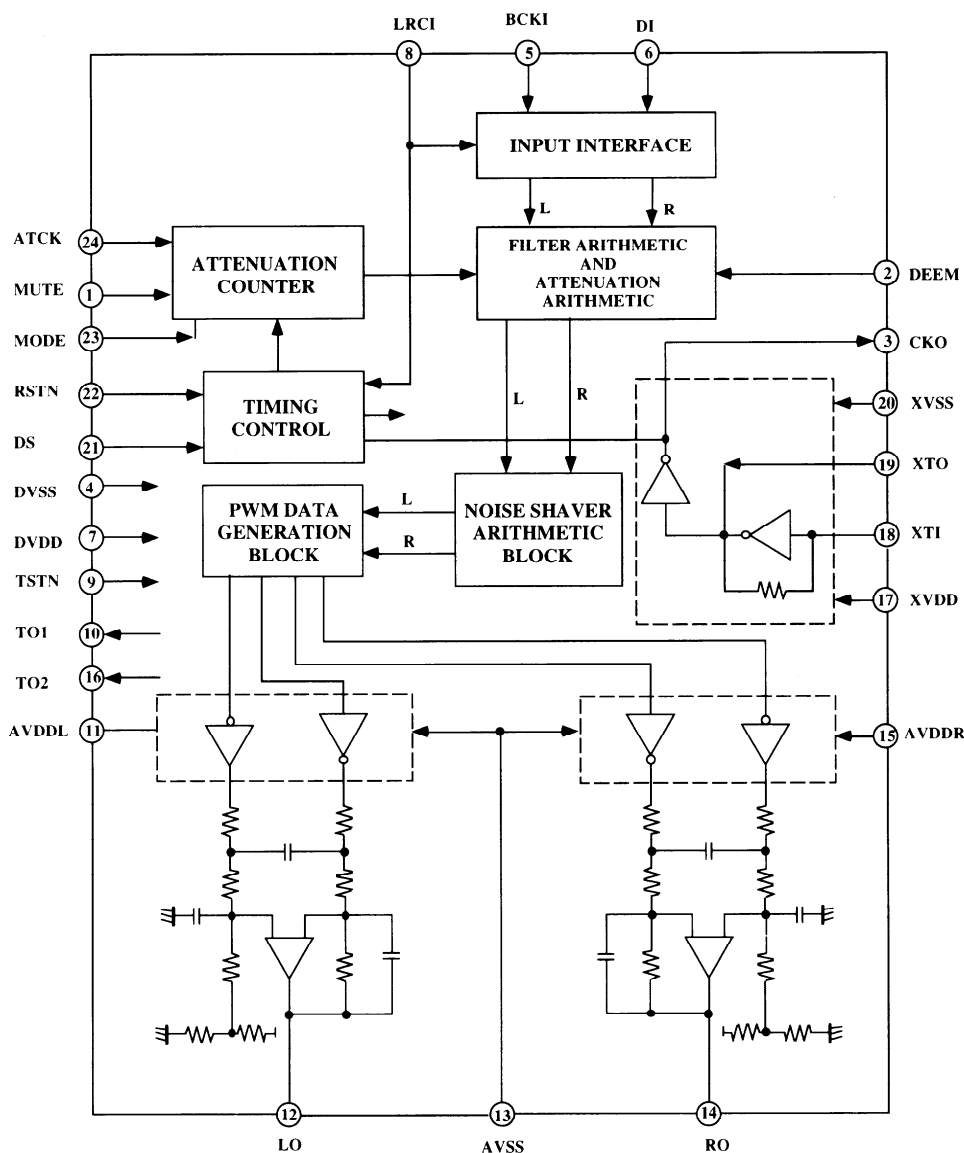 LRCI
BCKI
DI
8
5
6
INPUT INTERFACE
L
R
ATCK
24
ATTENUATION
COUNTER
FILTER ARITHMETIC
AND
ATTENUATION
ARITHMETIC
2
DEEM
MUTE
1
MODE
23
3
CKO
RSTN
22
TIMING
CONTROL
L
R
20
XVSS
DS
21
19
XTO
DVSS
4
PWM DATA
GENERATION
BLOCK
L
R
NOISE SHAVER
ARITHMETIC
BLOCK
18
XTI
DVDD
7
TSTN
9
17
XVDD
TO1
10
TO2
16
AVDDL
11
15
AVDDR
12
13
14
LO
AVSS
RO